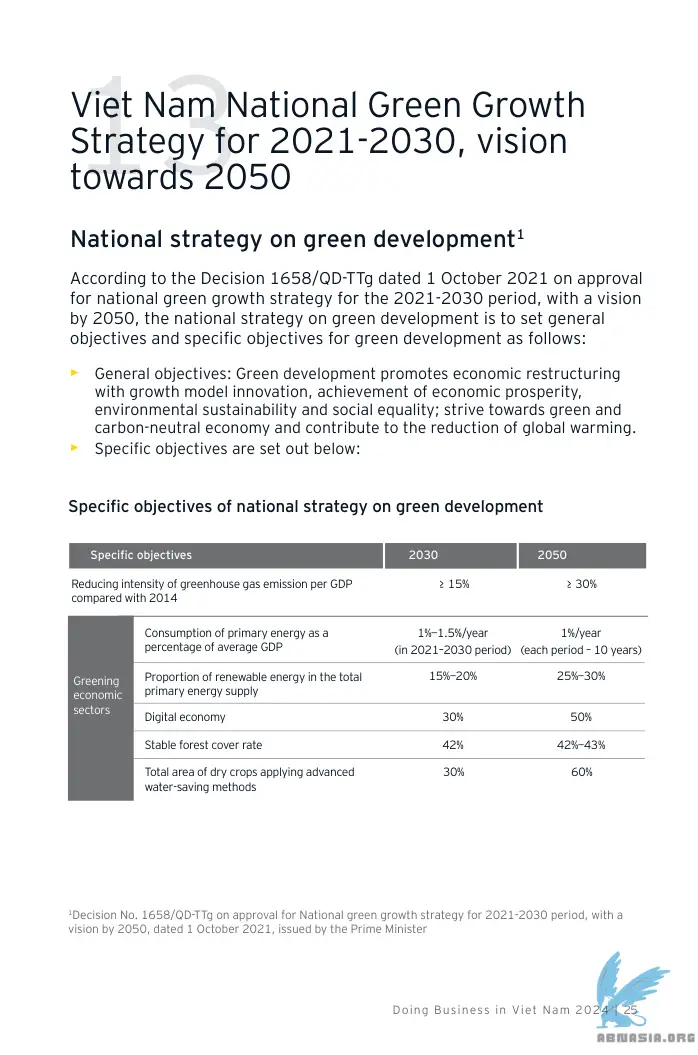 13
Viet Nam National Green Growth
Strategy for 2021-2030, vision
towards 2050
National strategy on green development¹
According to the Decision 1658/QD-TTg dated 1 October 2021 on approval
for national green growth strategy for the 2021-2030 period, with a vision
by 2050, the national strategy on green development is to set general
objectives and specific objectives for green development as follows:
► General objectives: Green development promotes economic restructuring
with growth model innovation, achievement of economic prosperity,
environmental sustainability and social equality; strive towards green and
carbon-neutral economy and contribute to the reduction of global warming.
► Specific objectives are set out below:
Specific objectives of national strategy on green development
Specific objectives 2030 2050
Reducing intensity of greenhouse gas emission per GDP ≥ 15% ≥ 30%
compared with 2014
Greening
economic
sectors
Consumption of primary energy as a 1%–1.5%/year 1%/year
percentage of average GDP (in 2021–2030 period) (each period – 10 years)
Proportion of renewable energy in the total 15%–20% 25%–30%
primary energy supply
Digital economy 30% 50%
Stable forest cover rate 42% 42%–43%
Total area of dry crops applying advanced 30% 60%
water-saving methods
¹Decision No. 1658/QD-TTg on approval for National green growth strategy for 2021-2030 period, with a
vision by 2050, dated 1 October 2021, issued by the Prime Minister
Doing Business in Viet Nam 2024 | 25
ABNASIA.ORG